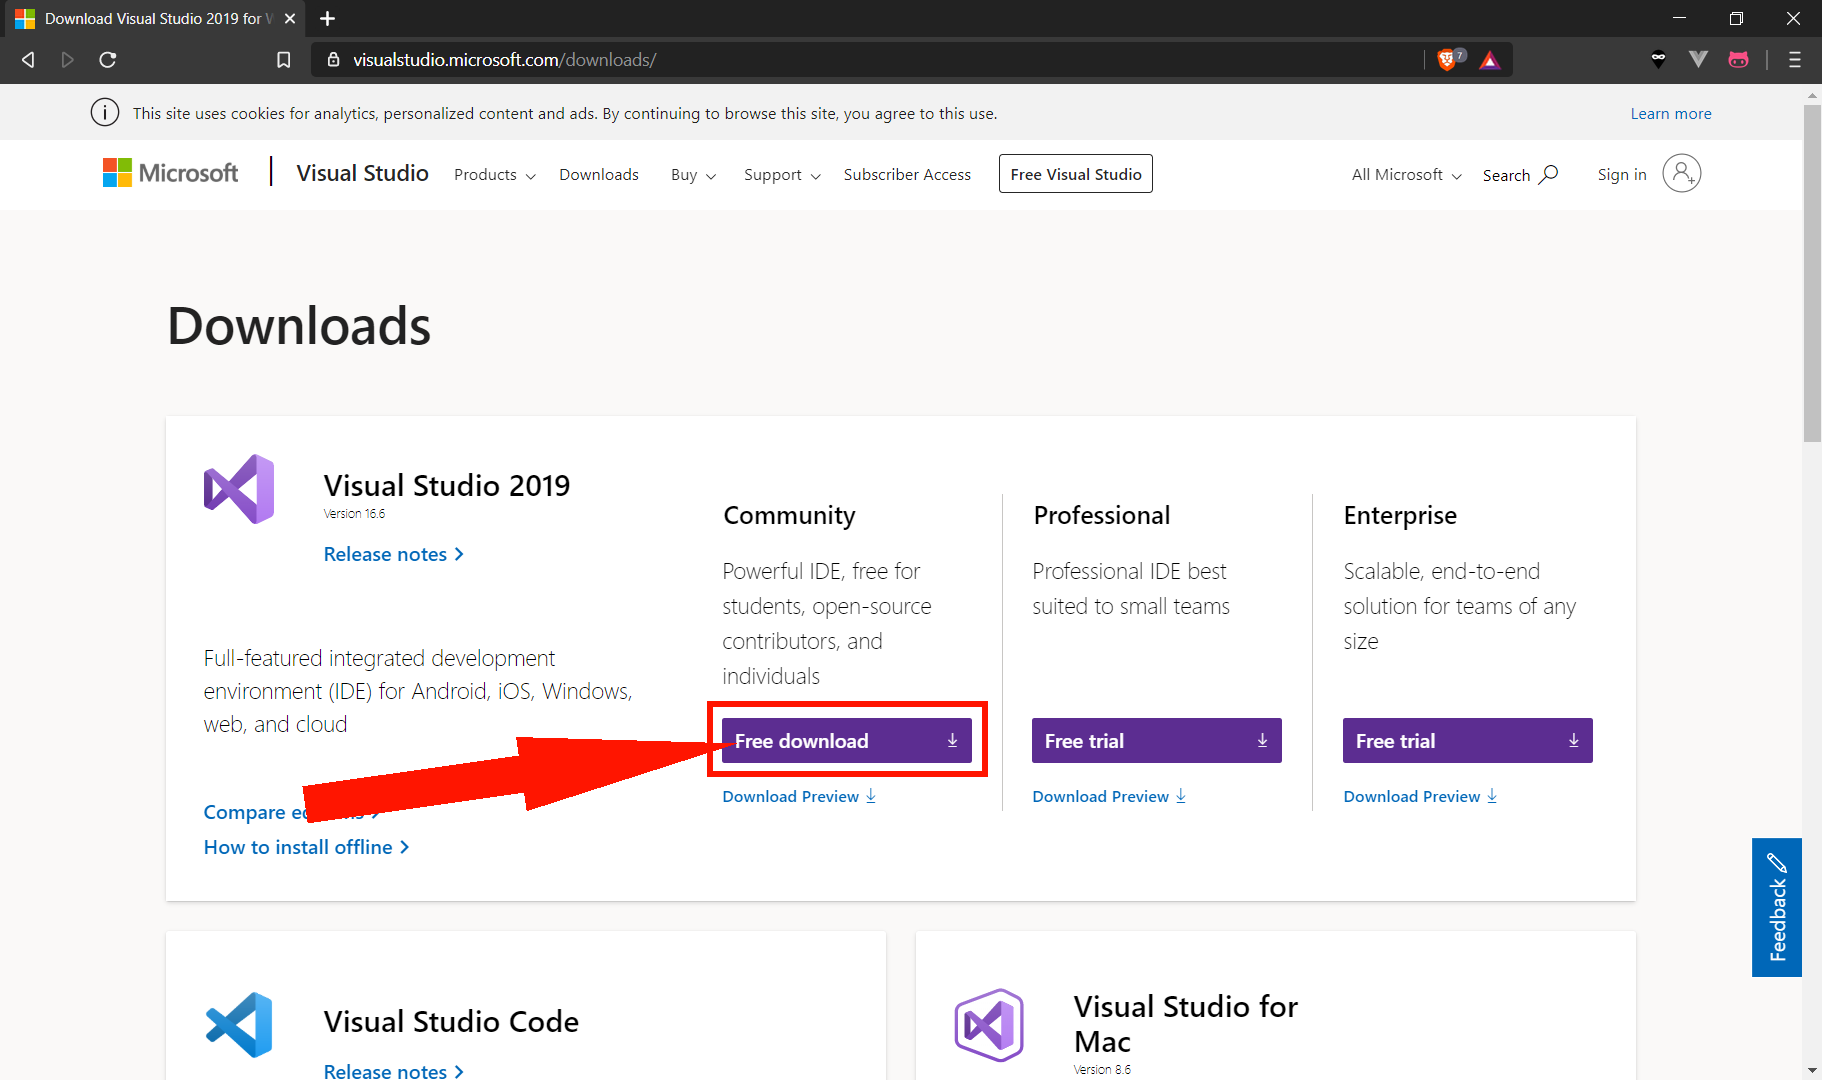 Download Visual Studio 2019 for W
visualstudio.microsoft.com/downloads/
7
This site uses cookies for analytics, personalized content and ads. By continuing to browse this site, you agree to this use.
Learn more
Microsoft
Visual Studio
Products
Downloads
Buy
Support
Subscriber Access
Free Visual Studio
All Microsoft
Search
Sign in
Downloads
Visual Studio 2019
Version 16.6
Release notes
Full-featured integrated development
environment (IDE) for Android, iOS, Windows,
web, and cloud
Compare
How to install offline
Community
Powerful IDE, free for
students, open-source
contributors, and
individuals
Free download
Download Preview
Professional
Professional IDE best
suited to small teams
Free trial
Download Preview
Enterprise
Scalable, end-to-end
solution for teams of any
size
Free trial
Download Preview
Feedback
Visual Studio Code
Release notes
Visual Studio for
Mac
Version 8.6